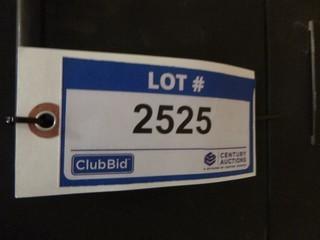 LOT #
2525
ClubBid
CENTURY
AUCTIONS